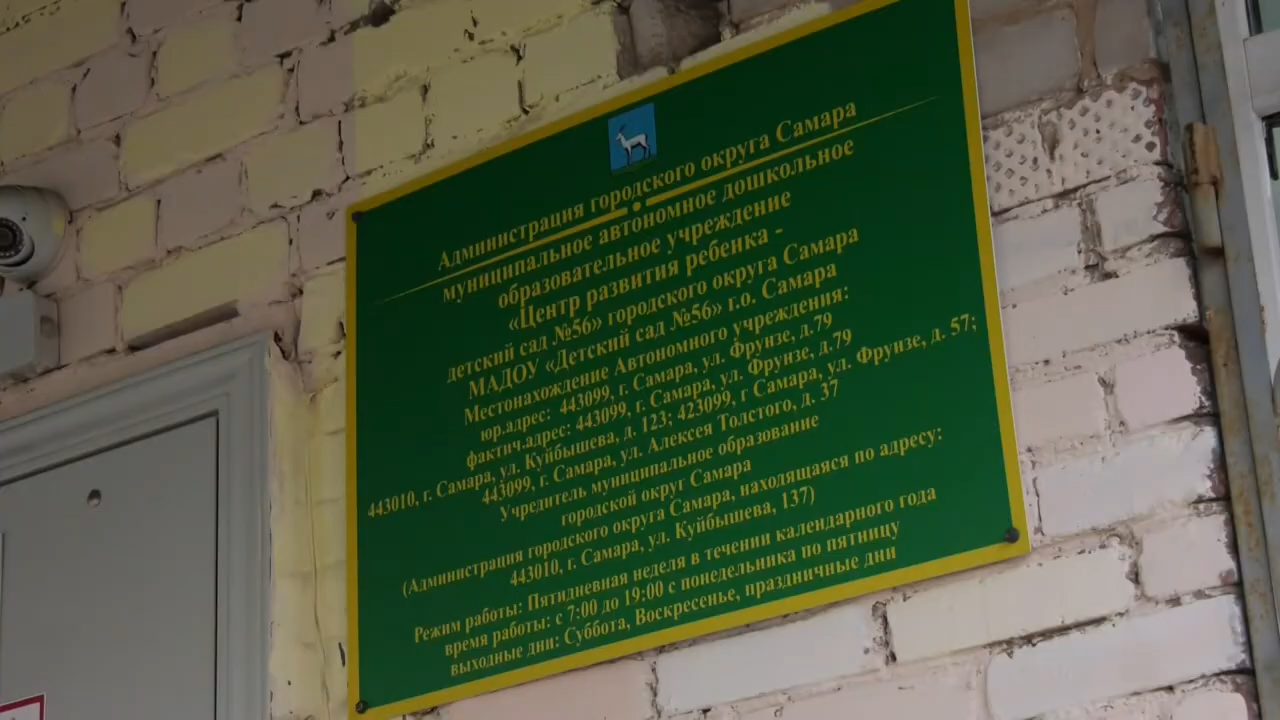 Администрация городского округа Самара
муниципальное автономное дошкольное
образовательное учреждение
«Центр развития ребенка -
детский сад №56» городского округа Самара
МАДОУ «Детский сад №56» г.о. Самара
Местонахождение Автономного учреждения:
юр.адрес: 443099, г. Самара, ул. Фрунзе, д.79
фактич.адрес: 443099, г. Самара, ул. Фрунзе, д.79
443010, г. Самара, ул. Куйбышева, д. 123; 423099, г Самара, ул. Фрунзе, д. 57;
443099, г. Самара, ул. Алексея Толстого, д. 37
Учредитель муниципальное образование
городской округ Самара
(Администрация городского округа Самара, находящаяся по адресу:
443010, г. Самара, ул. Куйбышева, 137)
Режим работы: Пятидневная неделя в течении календарного года
время работы: с 7:00 до 19:00 с понедельника по пятницу
выходные дни: Суббота, Воскресенье, праздничные дни